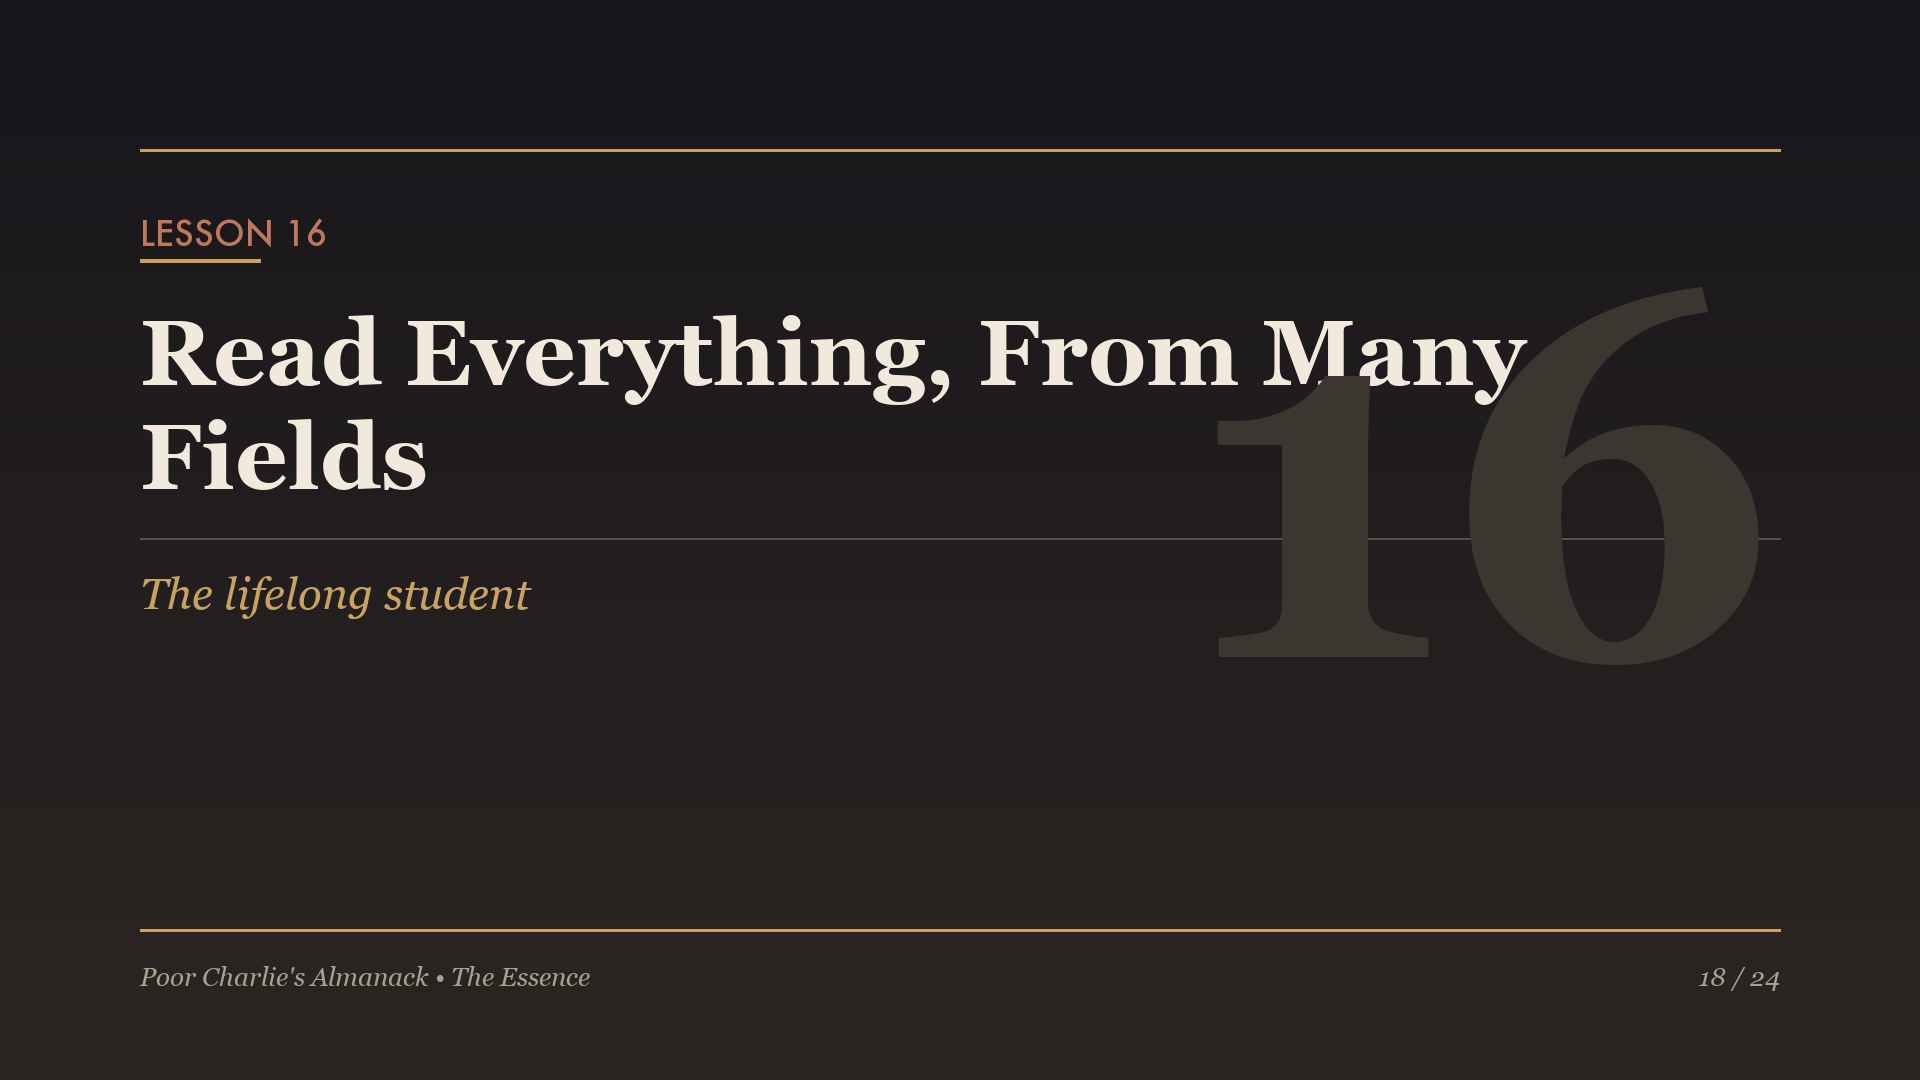 LESSON 16
Read Everything, From Many
Fields
16
The lifelong student
Poor Charlie's Almanack • The Essence
18 / 24